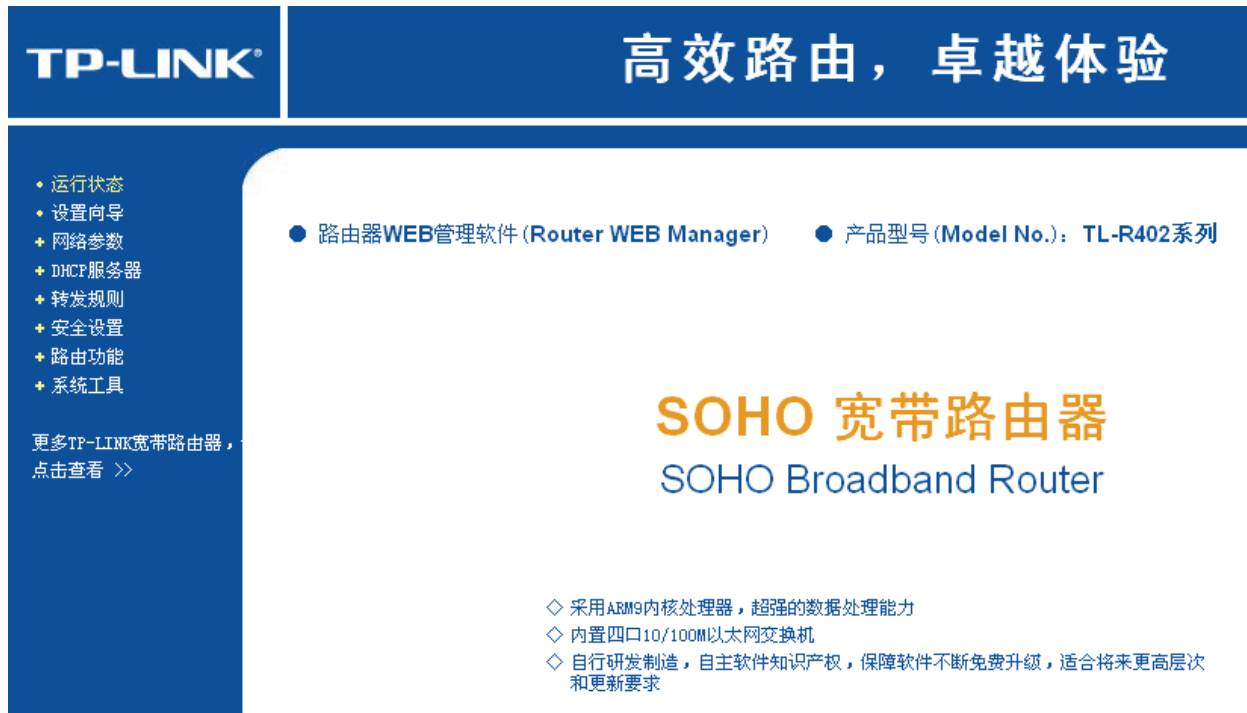 TP-LINK®
高效路由，卓越体验
• 运行状态
• 设置向导
+ 网络参数
+ DHCP服务器
+ 转发规则
+ 安全设置
+ 路由功能
+ 系统工具
更多TP-LINK宽带路由器，
点击查看 >>
● 路由器WEB管理软件(Router WEB Manager)
● 产品型号(Model No.)：TL-R402系列
SOHO 宽带路由器
SOHO Broadband Router
◇ 采用ARM9内核处理器，超强的数据处理能力
◇ 内置四口10/100M以太网交换机
◇ 自行研发制造，自主软件知识产权，保障软件不断免费升级，适合将来更高层次
和更新要求